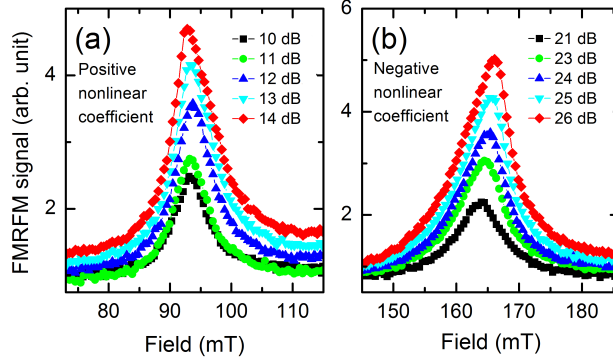 (a)
Positive
nonlinear
coefficient
10 dB
11 dB
12 dB
13 dB
14 dB
FMRFM signal (arb. unit)
4
2
80 90 100 110
Field (mT)
(b)
Negative
nonlinear
coefficient
21 dB
23 dB
24 dB
25 dB
26 dB
6
4
2
150 160 170 180
Field (mT)